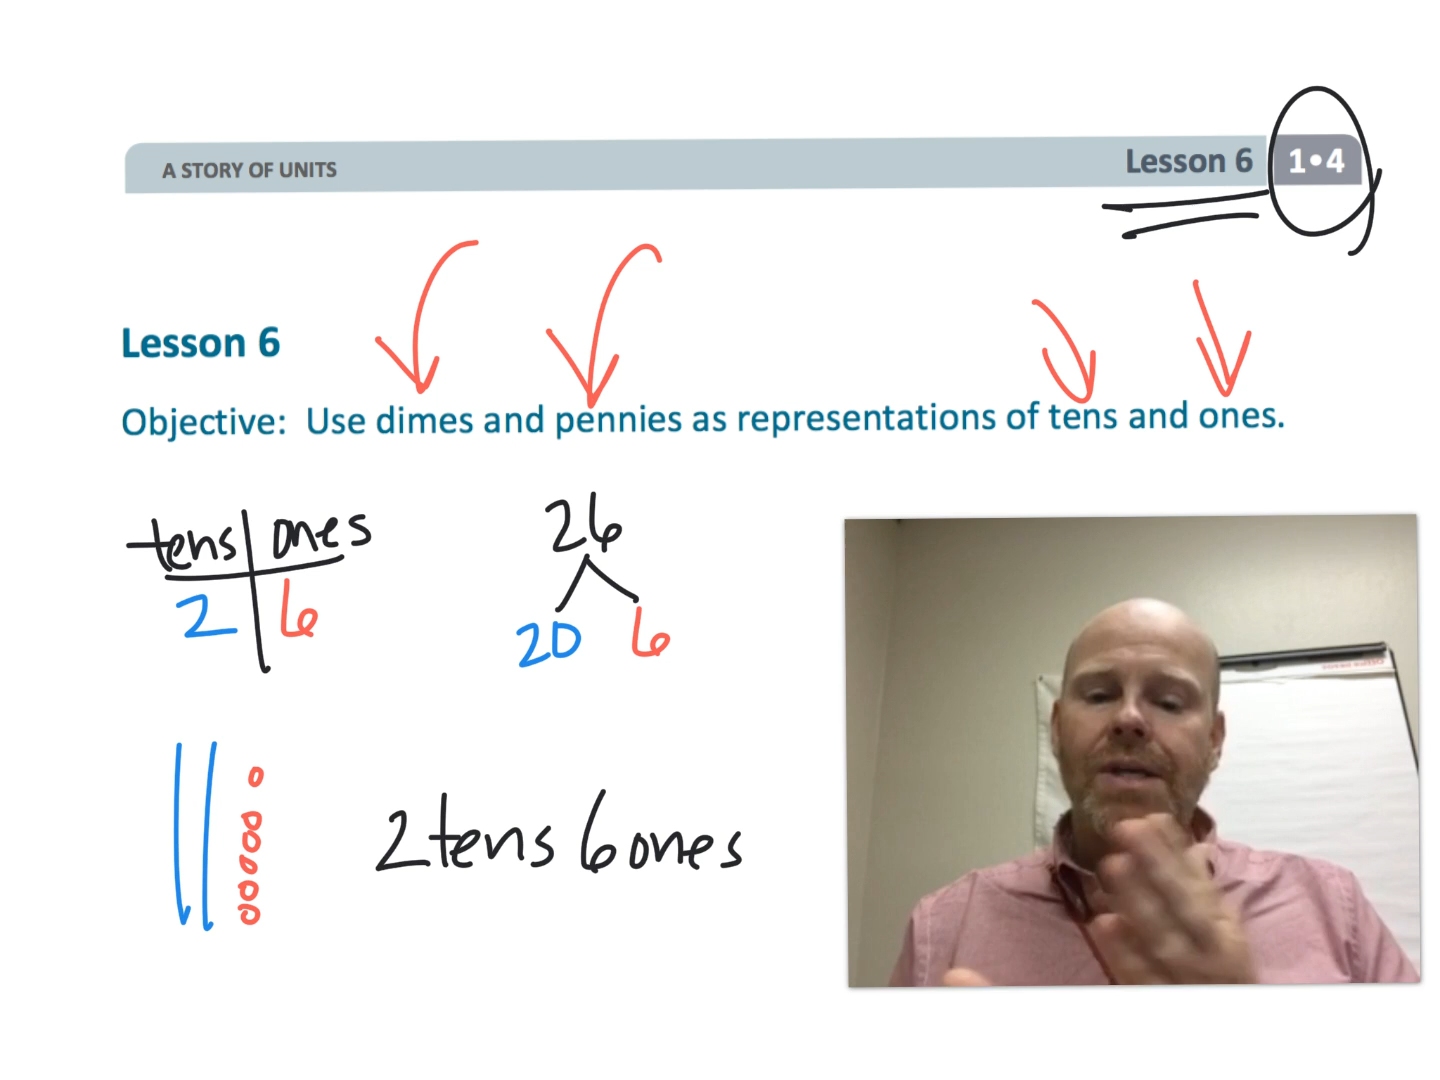 A STORY OF UNITS
Lesson 6 1•4
Lesson 6
Objective: Use dimes and pennies as representations of tens and ones.
tens ones
2 6
26
20 6
2 tens 6 ones